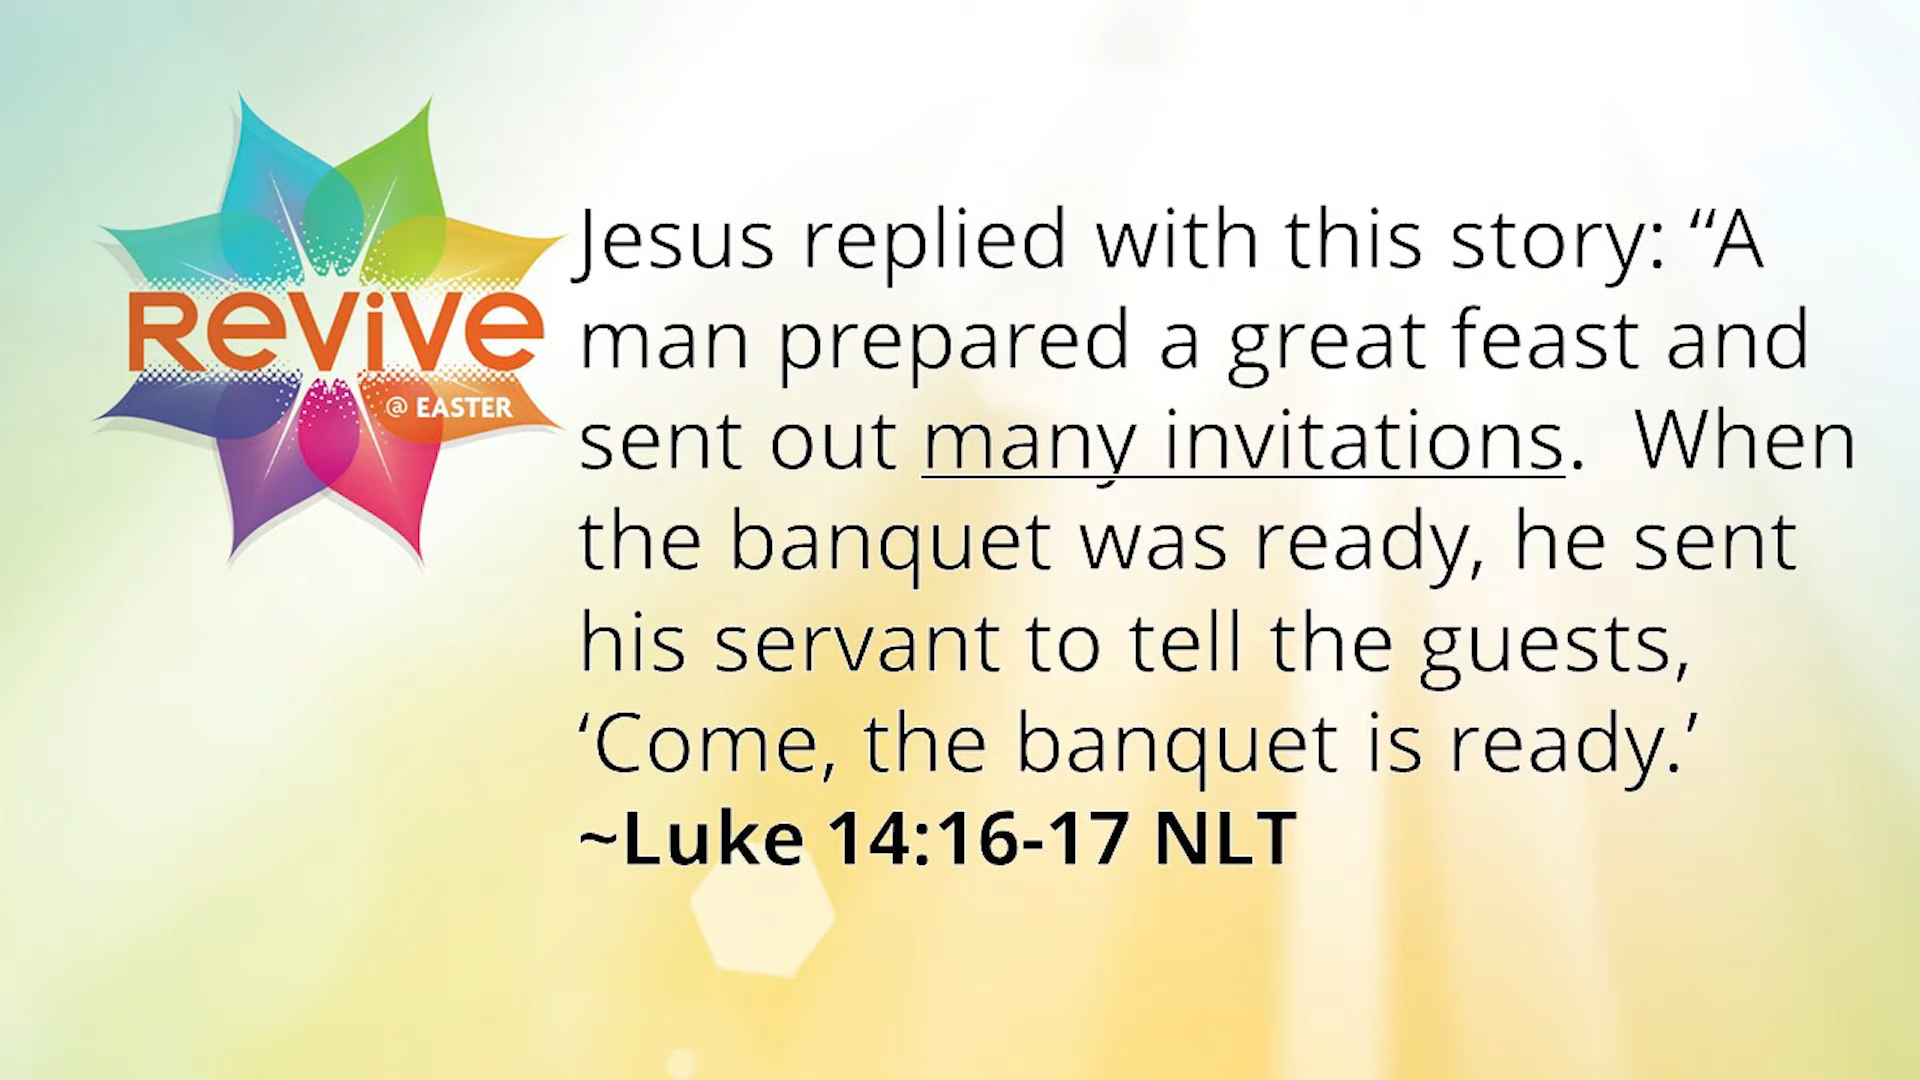 ReViVe
@ EASTER
Jesus replied with this story: “A
man prepared a great feast and
sent out many invitations.  When
the banquet was ready, he sent
his servant to tell the guests,
‘Come, the banquet is ready.’
~Luke 14:16-17 NLT